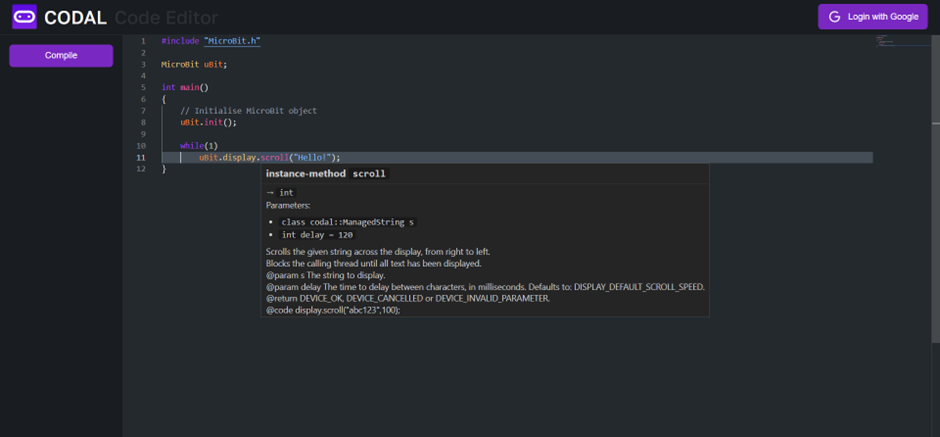 CODAL Code Editor
Login with Google
Compile
1 #include "MicroBit.h"
2
3 MicroBit uBit;
4
5 int main()
6 {
7 // Initialise MicroBit object
8 uBit.init();
9
10 while(1)
11 uBit.display.scroll("Hello!");
12 }
instance-method scroll
→ int
Parameters:
• class codal::ManagedString s
• int delay = 120
Scrolls the given string across the display, from right to left.
Blocks the calling thread until all text has been displayed.
@param s The string to display.
@param delay The time to delay between characters, in milliseconds. Defaults to: DISPLAY_DEFAULT_SCROLL_SPEED.
@return DEVICE_OK, DEVICE_CANCELLED or DEVICE_INVALID_PARAMETER.
@code display.scroll("abc123",100);